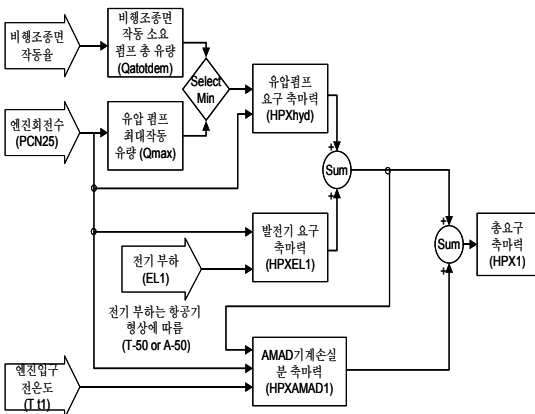 비행조종면
작동율
비행조종면
작동 소요
펌프 총 유량
(Qatotdem)
Select
Min
유압펌프
요구 축마력
(HPXhyd)
엔진회전수
(PCN25)
유압 펌프
최대작동
유량 (Qmax)
+
Sum
+
전기 부하
(EL1)
발전기 요구
축마력
(HPXEL1)
+
Sum
+
총요구
축마력
(HPX1)
전기 부하는 항공기
형상에 따름
(T-50 or A-50)
엔진입구
전온도
(T t1)
AMAD기계손실
분 축마력
(HPXAMAD1)